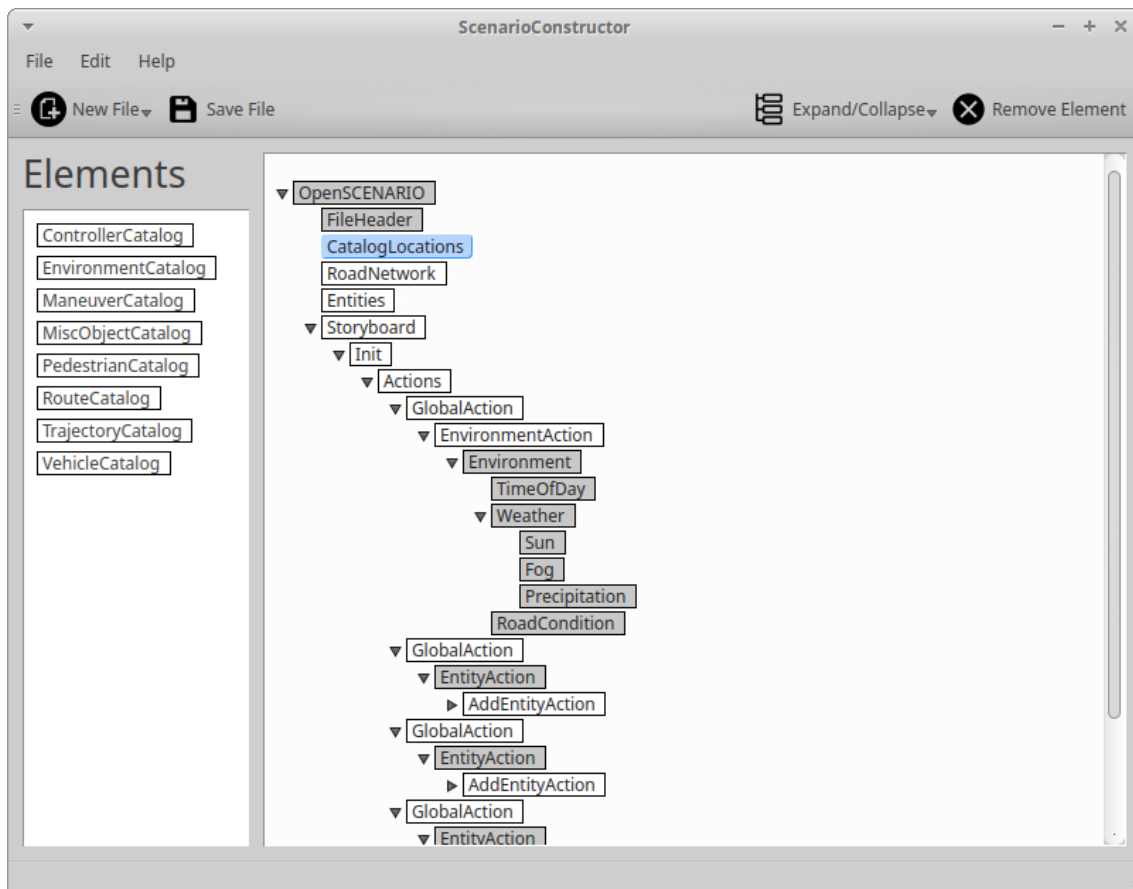 ScenarioConstructor
File Edit Help
New File Save File Expand/Collapse Remove Element
Elements
ControllerCatalog
EnvironmentCatalog
ManeuverCatalog
MiscObjectCatalog
PedestrianCatalog
RouteCatalog
TrajectoryCatalog
VehicleCatalog
OpenSCENARIO
FileHeader
CatalogLocations
RoadNetwork
Entities
Storyboard
Init
Actions
GlobalAction
EnvironmentAction
Environment
TimeOfDay
Weather
Sun
Fog
Precipitation
RoadCondition
GlobalAction
EntityAction
AddEntityAction
GlobalAction
EntityAction
AddEntityAction
GlobalAction
EntityAction